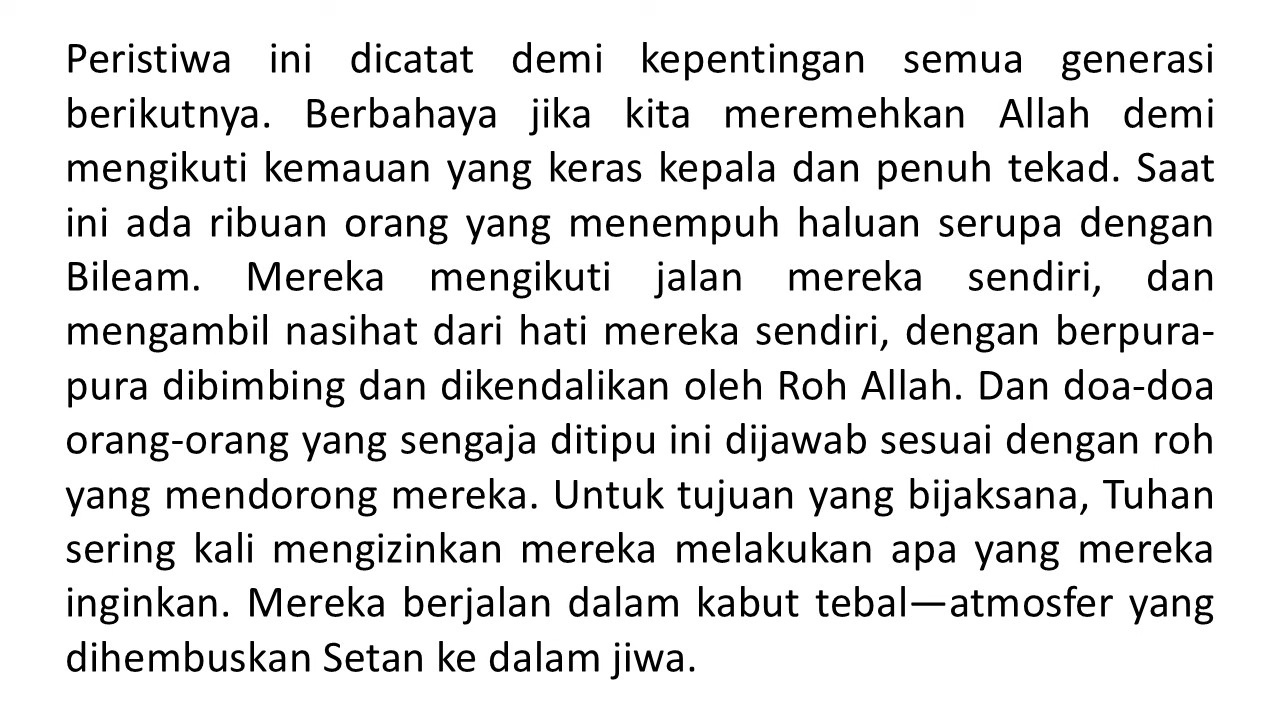 Peristiwa ini dicatat demi kepentingan semua generasi
berikutnya. Berbahaya jika kita meremehkan Allah demi
mengikuti kemauan yang keras kepala dan penuh tekad. Saat
ini ada ribuan orang yang menempuh haluan serupa dengan
Bileam. Mereka mengikuti jalan mereka sendiri, dan
mengambil nasihat dari hati mereka sendiri, dengan berpura-
pura dibimbing dan dikendalikan oleh Roh Allah. Dan doa-doa
orang-orang yang sengaja ditipu ini dijawab sesuai dengan roh
yang mendorong mereka. Untuk tujuan yang bijaksana, Tuhan
sering kali mengizinkan mereka melakukan apa yang mereka
inginkan. Mereka berjalan dalam kabut tebal—atmosfer yang
dihembuskan Setan ke dalam jiwa.